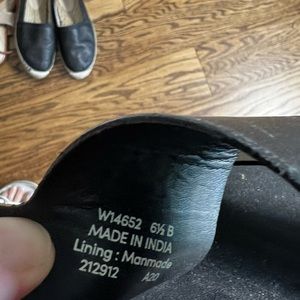 W14652 6½ B
MADE IN INDIA
Lining : Manmade
212912 A20